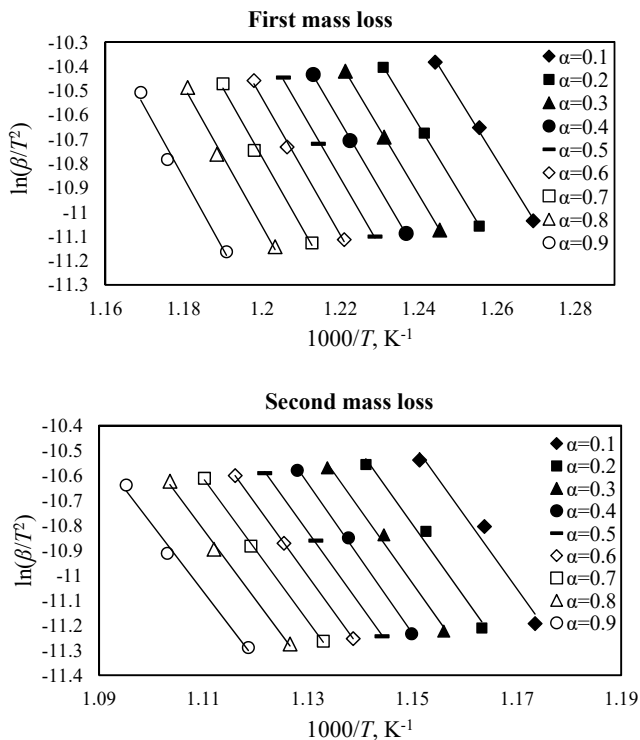 First mass loss
-10.3
-10.4
-10.5
-10.6
-10.7
-10.8
-10.9
-11
-11.1
-11.2
-11.3
ln(β/T²)
α=0.1
α=0.2
α=0.3
α=0.4
α=0.5
α=0.6
α=0.7
α=0.8
α=0.9
1.16 1.18 1.2 1.22 1.24 1.26 1.28
1000/T, K⁻¹
Second mass loss
-10.4
-10.5
-10.6
-10.7
-10.8
-10.9
-11
-11.1
-11.2
-11.3
-11.4
ln(β/T²)
α=0.1
α=0.2
α=0.3
α=0.4
α=0.5
α=0.6
α=0.7
α=0.8
α=0.9
1.09 1.11 1.13 1.15 1.17 1.19
1000/T, K⁻¹